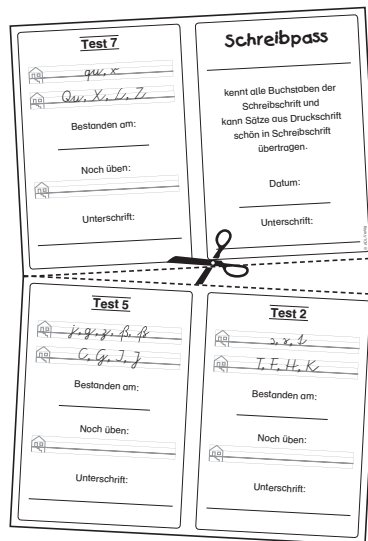 Test 7
qu, x
Qu, X, L, Z
Bestanden am:
Noch üben:
Unterschrift:
Schreibpass
kennt alle Buchstaben der
Schreibschrift und
kann Sätze aus Druckschrift
schön in Schreibschrift
übertragen.
Datum:
Unterschrift:
Test 5
j, g,
C, G, I, J
Bestanden am:
Noch üben:
Unterschrift:
Test 2
T, F, H, K
Bestanden am:
Noch üben:
Unterschrift: